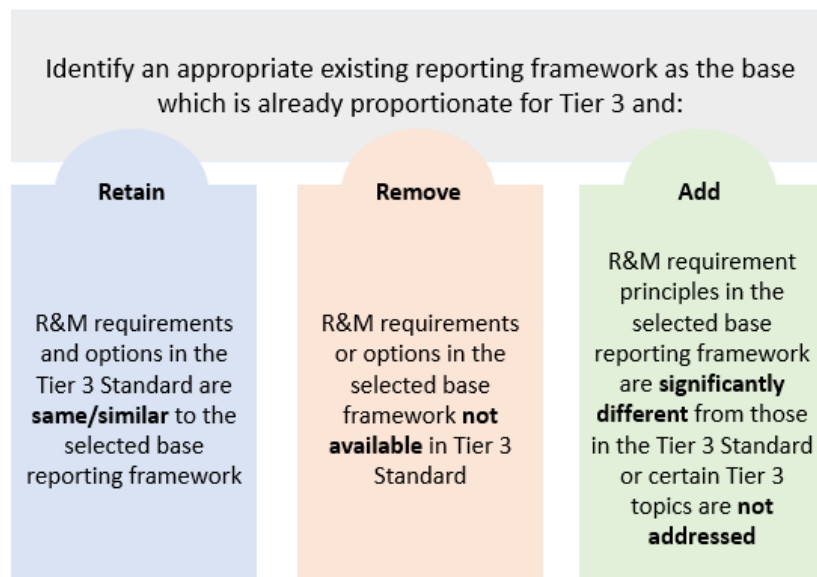 Identify an appropriate existing reporting framework as the base
which is already proportionate for Tier 3 and:
Retain
R&M requirements
and options in the
Tier 3 Standard are
same/similar to the
selected base
reporting framework
Remove
R&M requirements
or options in the
selected base
framework not
available in Tier 3
Standard
Add
R&M requirement
principles in the
selected base
reporting framework
are significantly
different from those
in the Tier 3 Standard
or certain Tier 3
topics are not
addressed